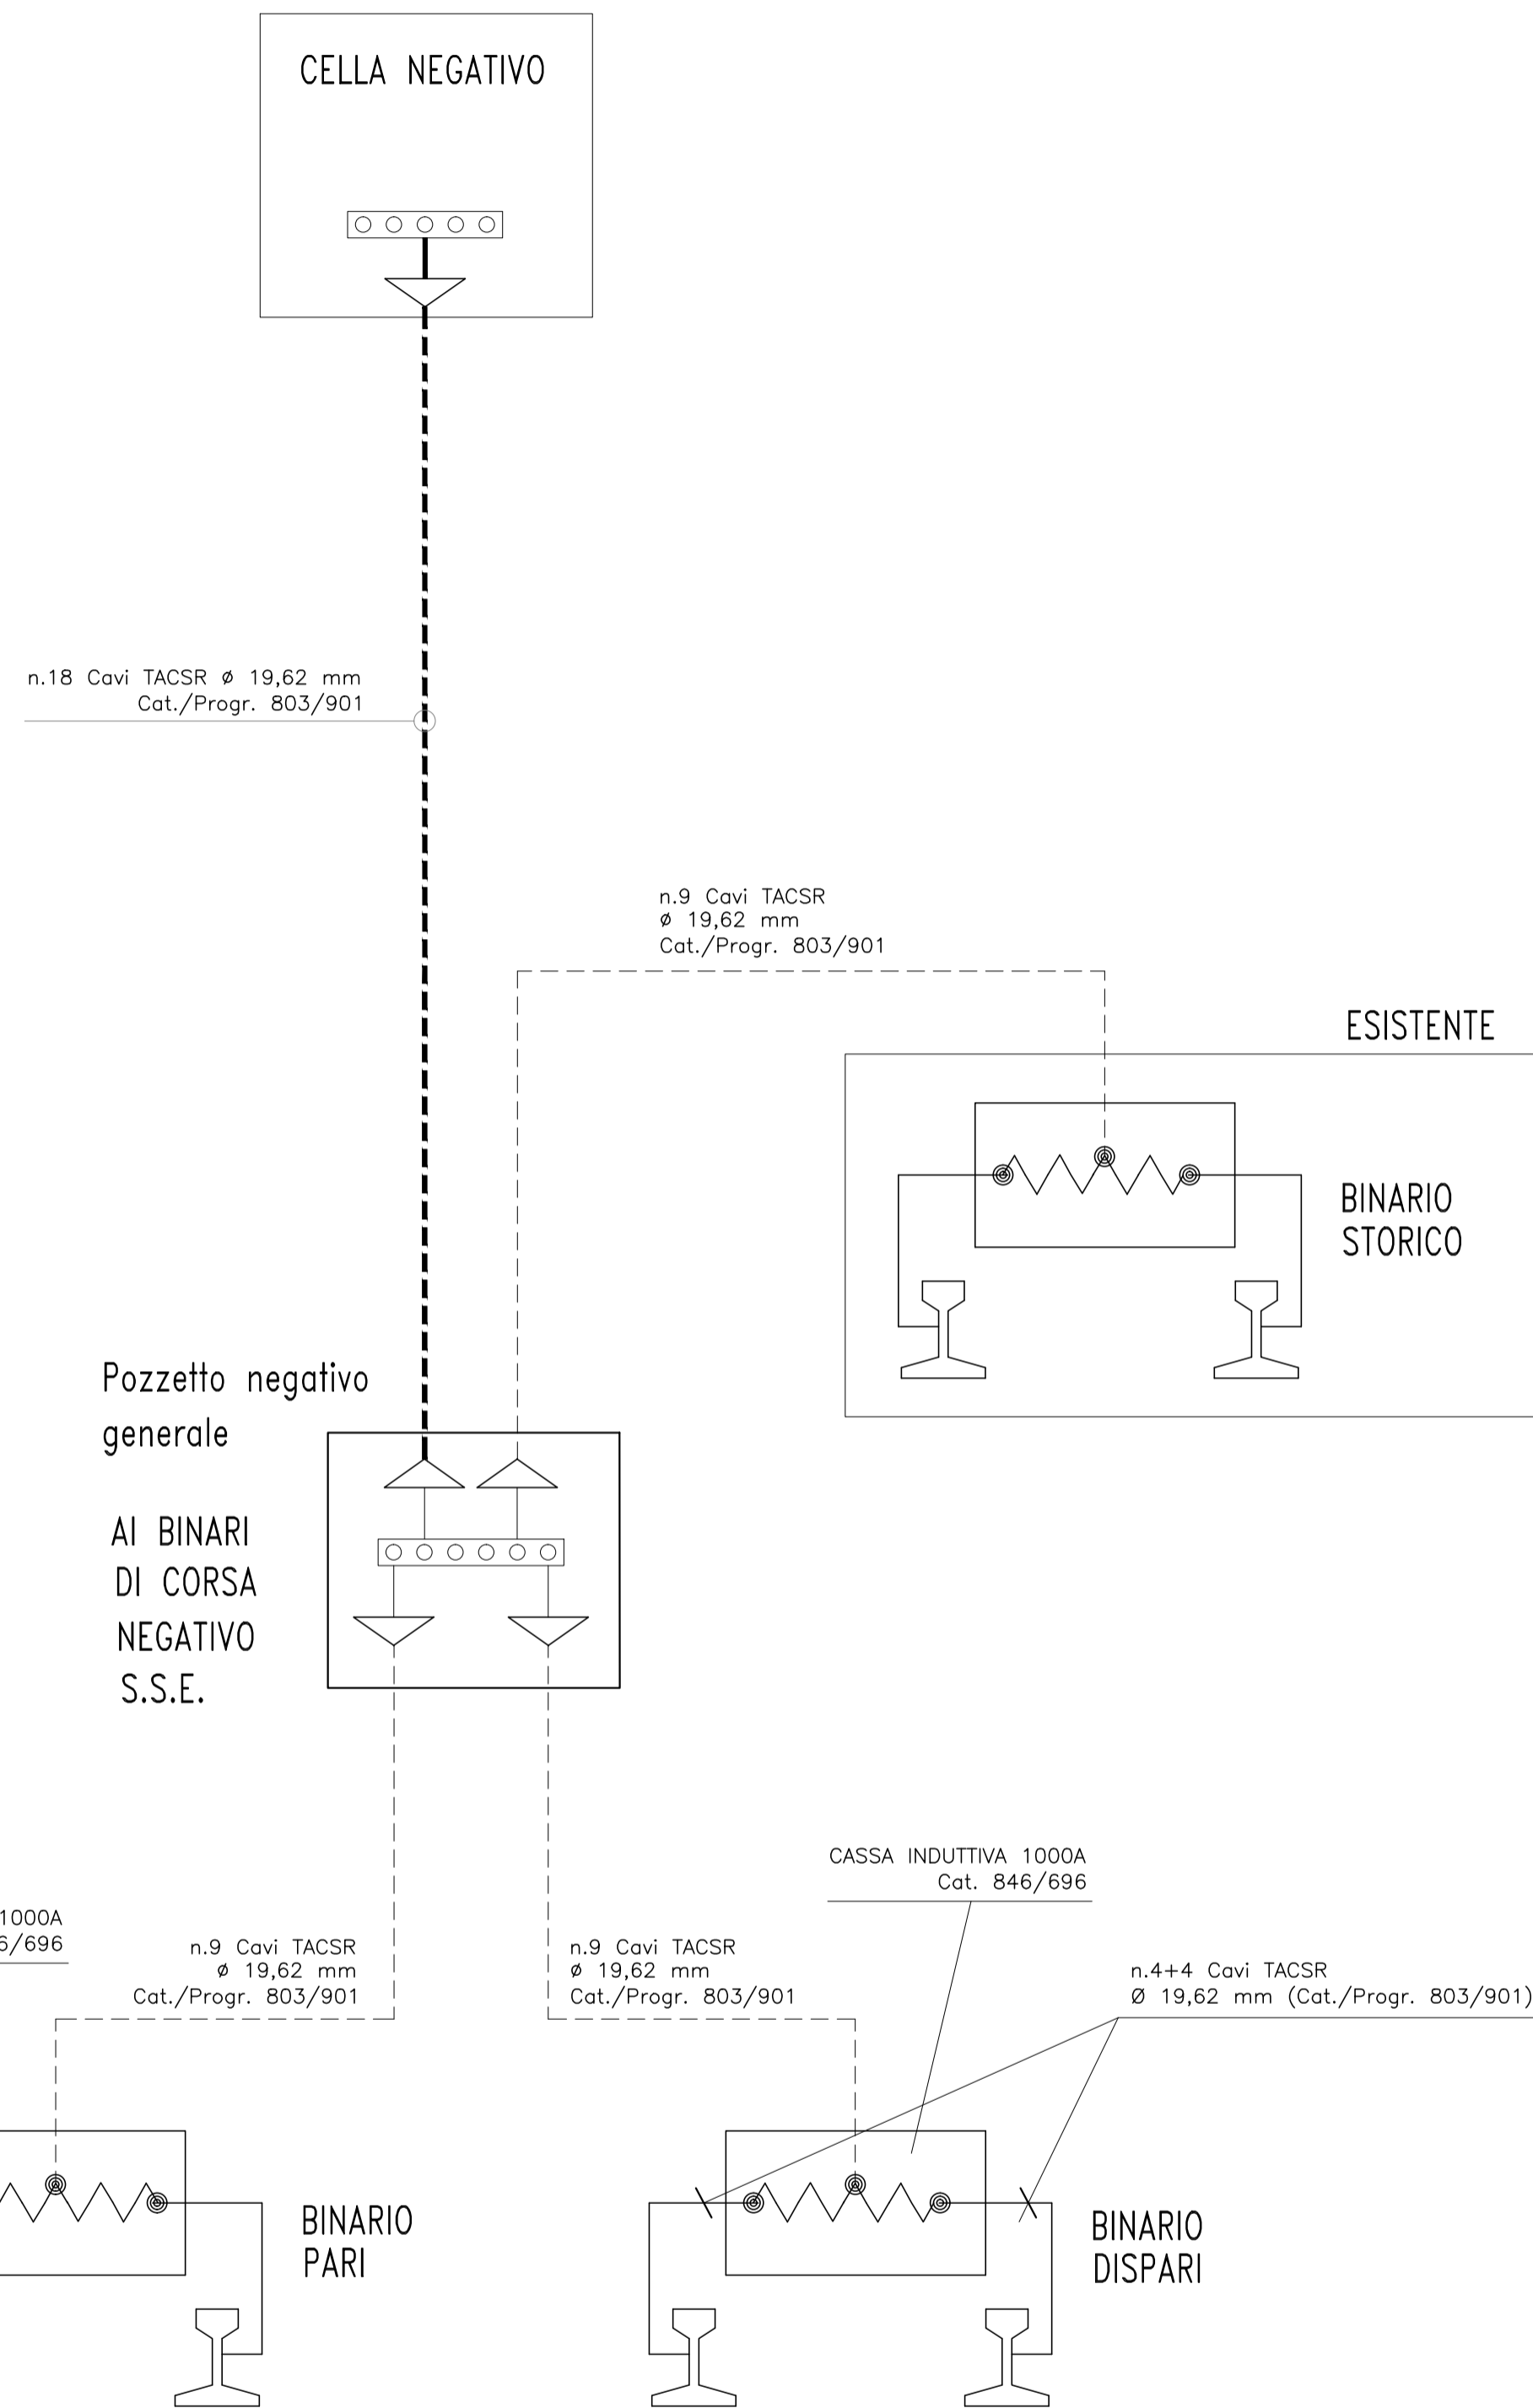 CELLA NEGATIVO
n.18 Cavi TACSR ø 19,62 mm
Cat./Progr. 803/901
n.9 Cavi TACSR
ø 19,62 mm
Cat./Progr. 803/901
ESISTENTE
BINARIO
STORICO
Pozzetto negativo
generale
AI BINARI
DI CORSA
NEGATIVO
S.S.E.
CASSA INDUTTIVA 1000A
Cat. 846/696
1000A
6/696
n.9 Cavi TACSR
ø 19,62 mm
Cat./Progr. 803/901
n.9 Cavi TACSR
ø 19,62 mm
Cat./Progr. 803/901
n.4+4 Cavi TACSR
Ø 19,62 mm (Cat./Progr. 803/901)
BINARIO
PARI
BINARIO
DISPARI